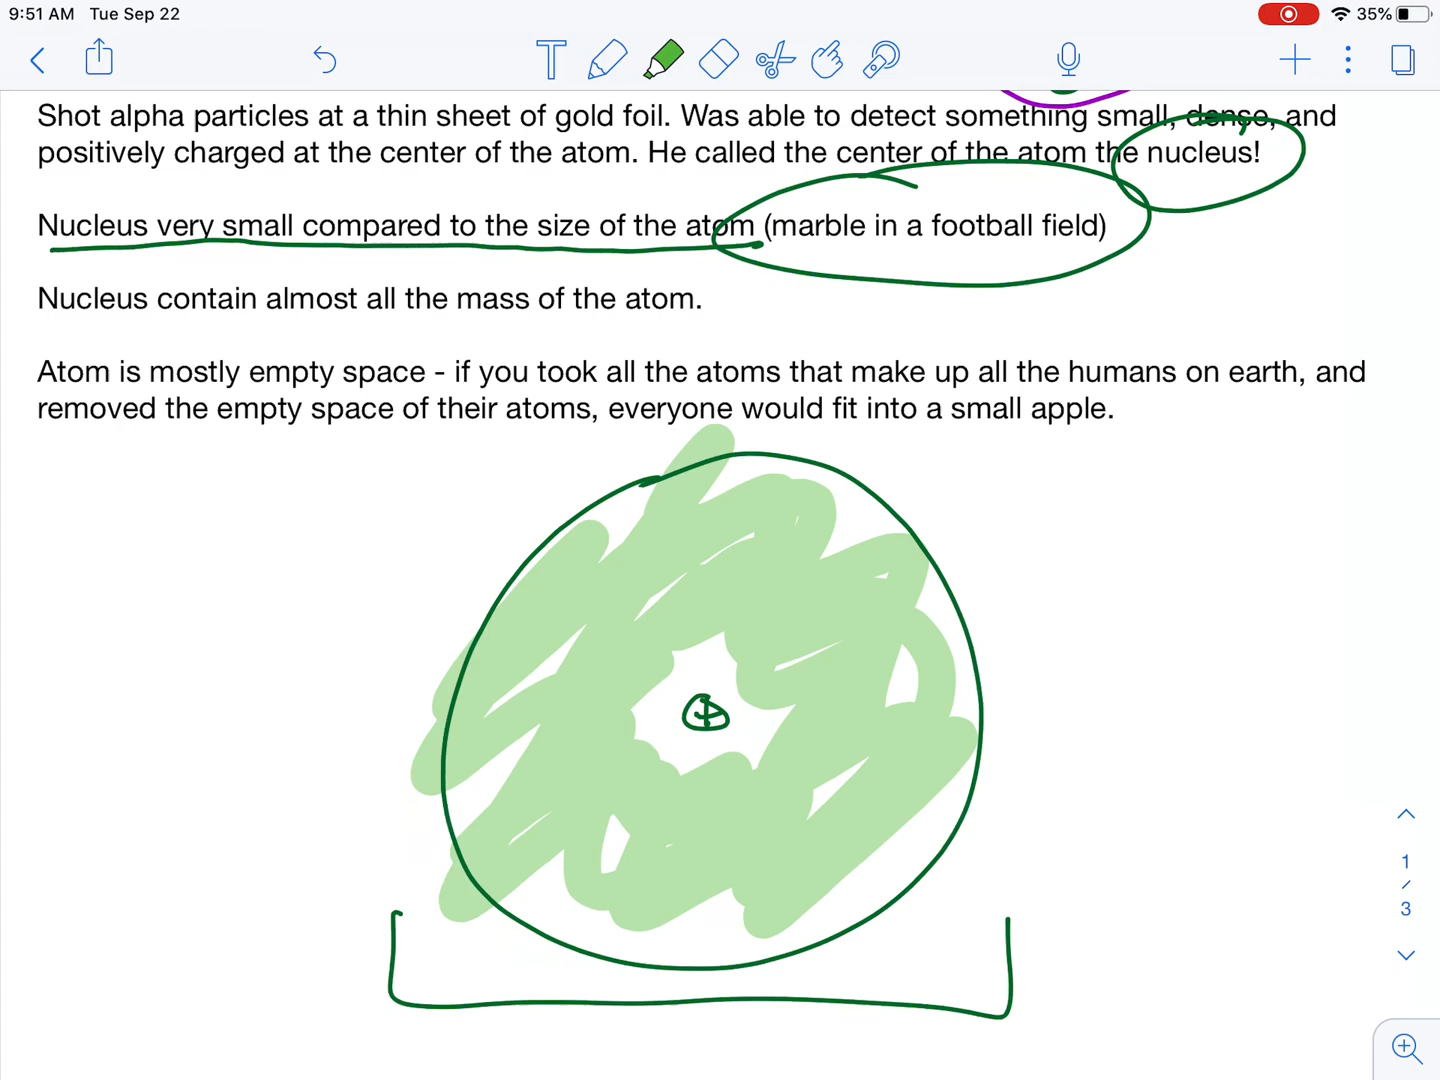 9:51 AM Tue Sep 22
35%
Shot alpha particles at a thin sheet of gold foil. Was able to detect something small, dense, and
positively charged at the center of the atom. He called the center of the atom the nucleus!
Nucleus very small compared to the size of the atom (marble in a football field)
Nucleus contain almost all the mass of the atom.
Atom is mostly empty space - if you took all the atoms that make up all the humans on earth, and
removed the empty space of their atoms, everyone would fit into a small apple.
+
1
/
3